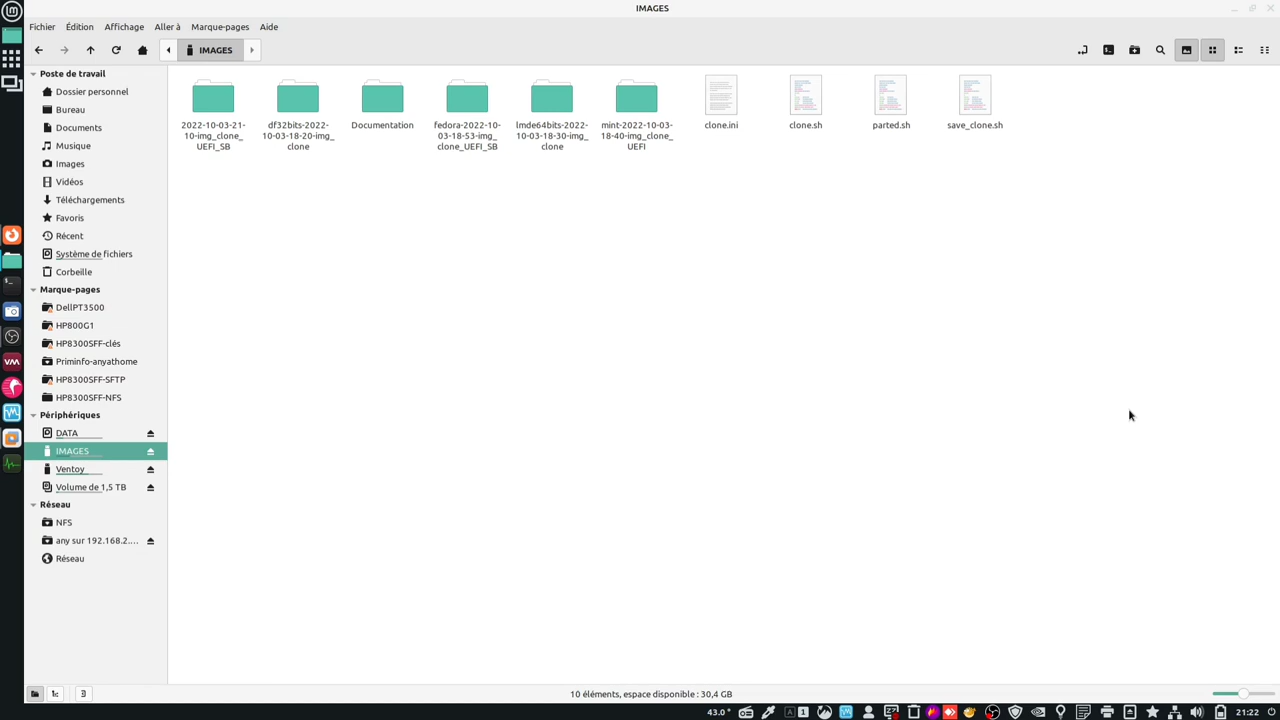 IMAGES
Fichier Édition Affichage Aller à Marque-pages Aide
IMAGES
Poste de travail
Dossier personnel
Bureau
Documents
Musique
Images
Vidéos
Téléchargements
Favoris
Récent
Système de fichiers
Corbeille
Marque-pages
DellPT3500
HP800G1
HP8300SFF-clés
Priminfo-anyathome
HP8300SFF-SFTP
HP8300SFF-NFS
Périphériques
DATA
IMAGES
Ventoy
Volume de 1,5 TB
Réseau
NFS
any sur 192.168.2.…
Réseau
2022-10-03-21-
10-img_clone_
UEFI_SB
df32bits-2022-
10-03-18-20-img_
clone
Documentation
fedora-2022-10-
03-18-53-img_
clone_UEFI_SB
lmde64bits-2022-
10-03-18-30-img_
clone
mint-2022-10-03-
18-40-img_clone_
UEFI
clone.ini
clone.sh
parted.sh
save_clone.sh
10 éléments, espace disponible : 30,4 GB
43.0° A 1 21:22